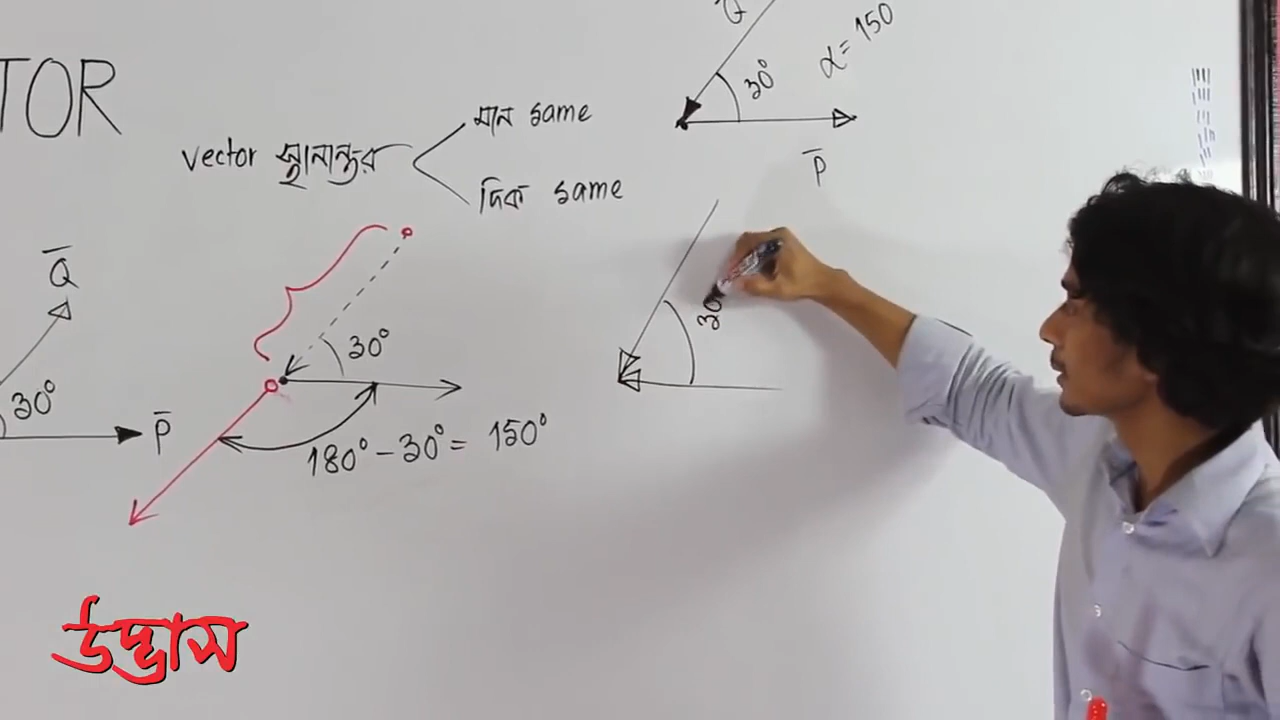 TOR
vector স্থানান্তর
মান same
দিক same
Q̅
30°
P̅
30°
180° - 30° = 150°
Q
30°
α = 150
P̅
30
উদ্ভাস